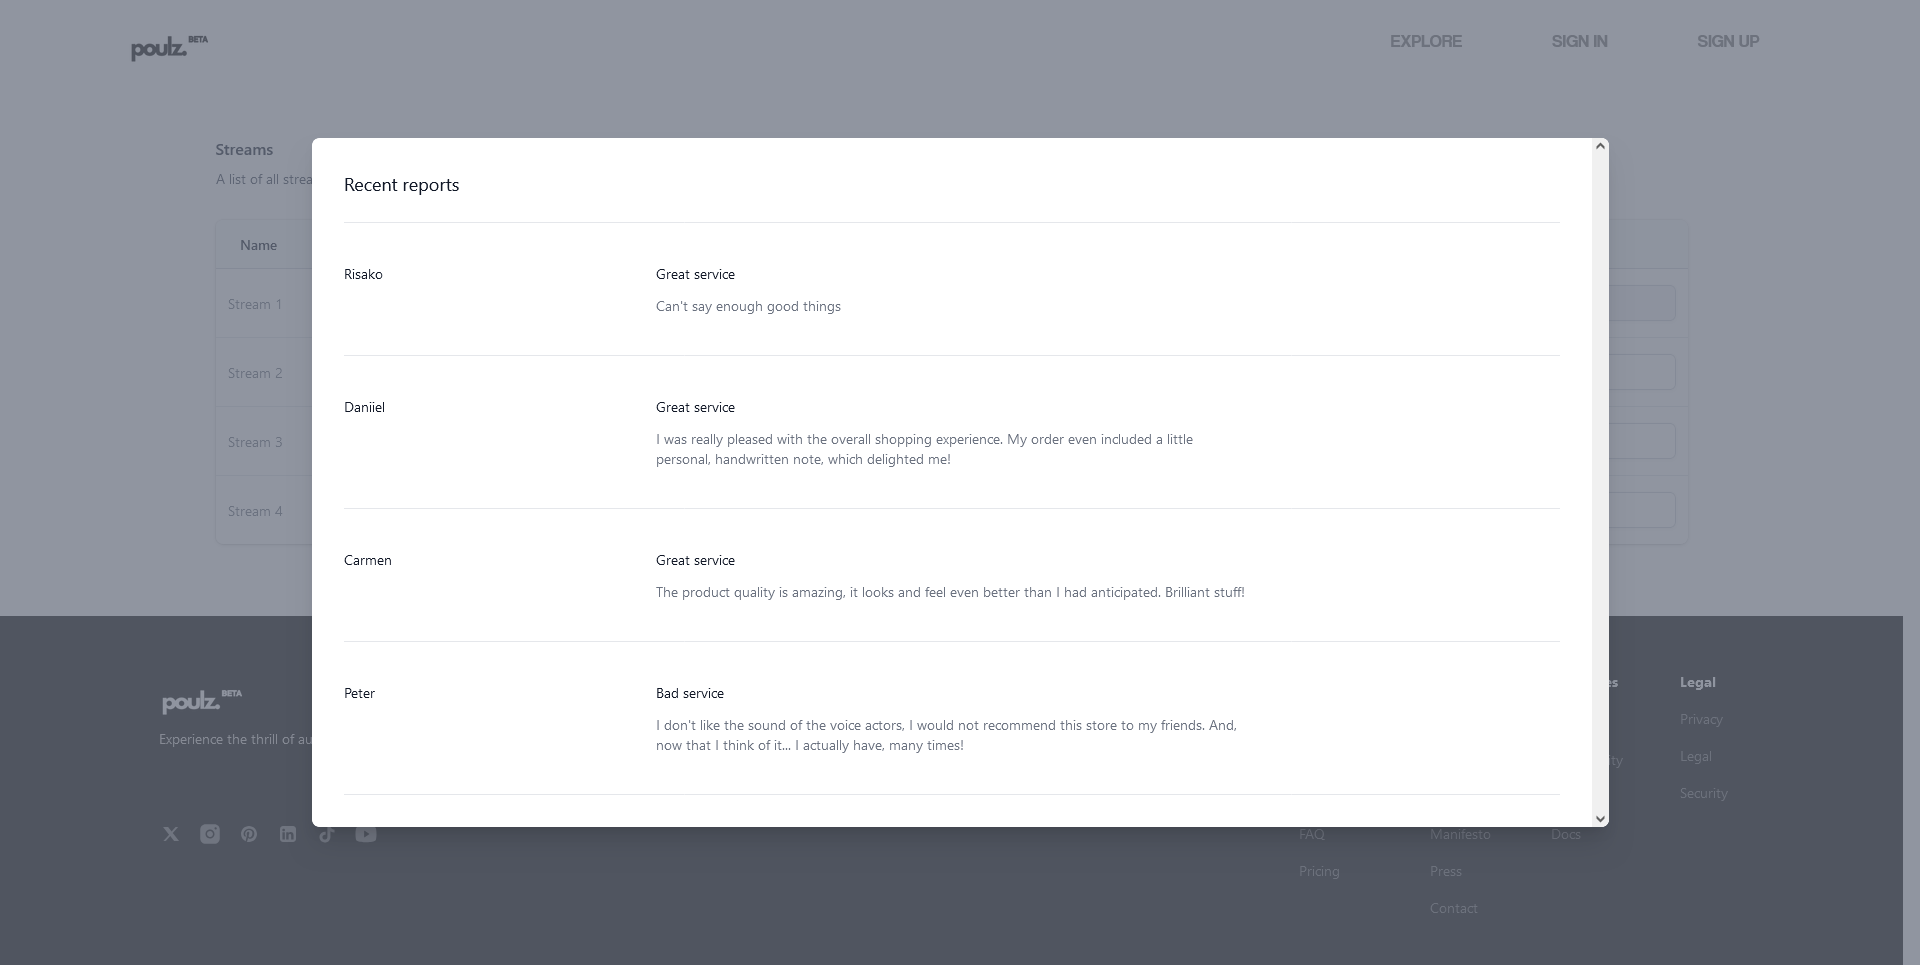 poulz. BETA
EXPLORE
SIGN IN
SIGN UP
Streams
A list of all
Name
Stream 1
Stream 2
Stream 3
Stream 4
Recent reports
Risako
Great service
Can't say enough good things
Daniiel
Great service
I was really pleased with the overall shopping experience. My order even included a little
personal, handwritten note, which delighted me!
Carmen
Great service
The product quality is amazing, it looks and feel even better than I had anticipated. Brilliant stuff!
Peter
Bad service
I don't like the sound of the voice actors, I would not recommend this store to my friends. And,
now that I think of it... I actually have, many times!
poulz. BETA
Experience the thrill of
FAQ
Pricing
Manifesto
Press
Contact
Docs
Legal
Privacy
Legal
Security